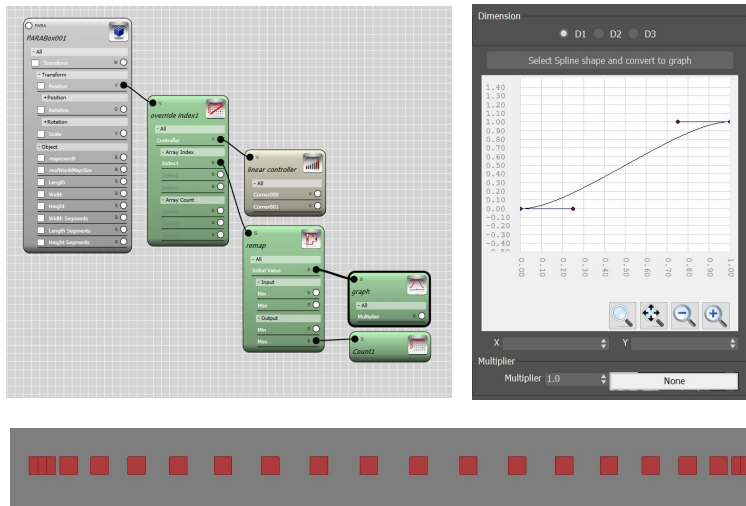 PARA
PARABox001
- All
Transform M
- Transform
Position V
+Position
Rotation O
+Rotation
Scale V
- Object
mapcoords B
realWorldMapSize B
Length S
Width S
Height S
Width Segments S
Length Segments S
Height Segments S
V
override index1
- All
Controller V
- Array Index
Index1 S
Index2 S
Index3 S
- Array Count
V
linear controller
- All
Corner000 V
Corner001 V
S
remap
- All
Initial Value S
- Input
Min S
Max S
- Output
Min S
Max S
S
graph
- All
Multiplier S
S
Count1
Dimension
D1 D2 D3
Select Spline shape and convert to graph
1.40
1.30
1.20
1.10
1.00
0.90
0.80
0.70
0.60
0.50
0.40
0.30
0.20
0.10
0.00
-0.10
-0.20
-0.30
-0.40
0.00 0.10 0.20 0.30 0.40 0.50 0.60 0.70 0.80 0.90 1.00
X Y
Multiplier
Multiplier 1.0 None